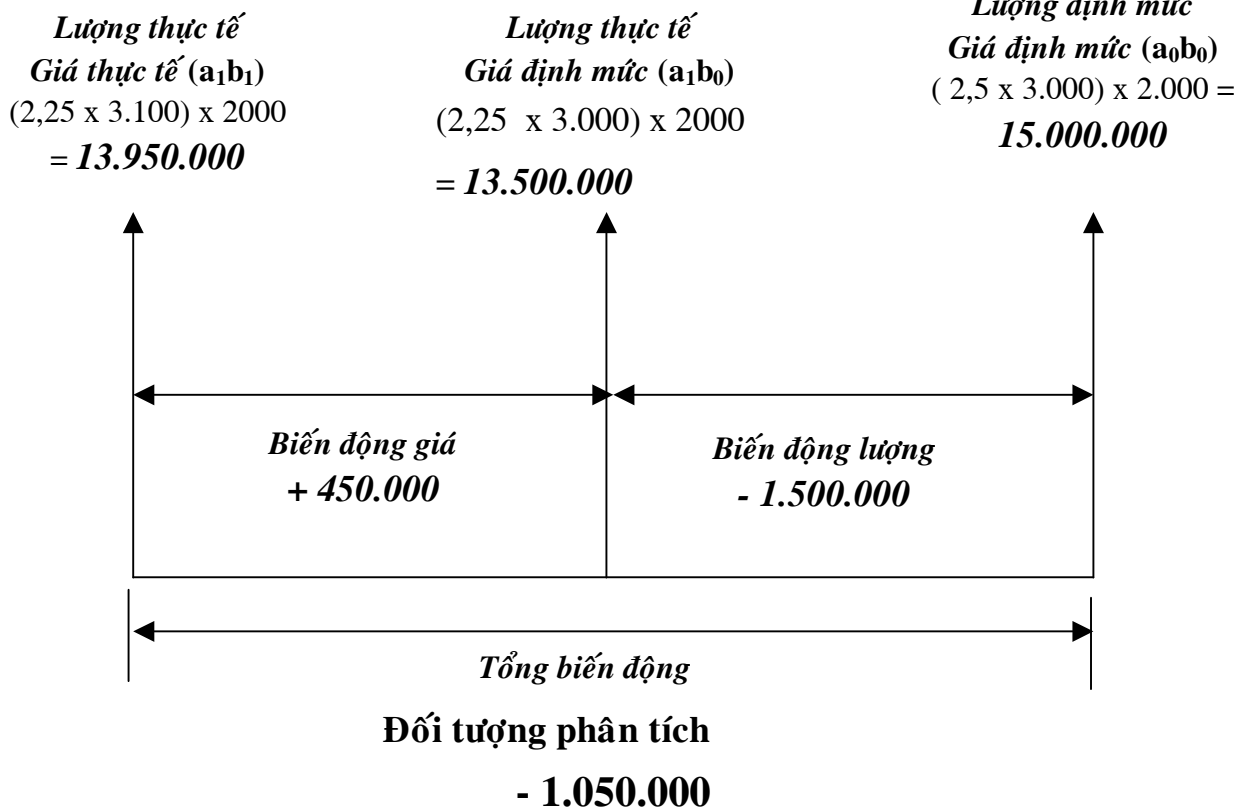 Lượng thực tế
Giá thực tế (a₁b₁)
(2,25 x 3.100) x 2000
= 13.950.000
Lượng thực tế
Giá định mức (a₁b₀)
(2,25 x 3.000) x 2000
= 13.500.000
Lượng định mức
Giá định mức (a₀b₀)
( 2,5 x 3.000) x 2.000 =
15.000.000
Biến động giá
+ 450.000
Biến động lượng
- 1.500.000
Tổng biến động
Đối tượng phân tích
- 1.050.000